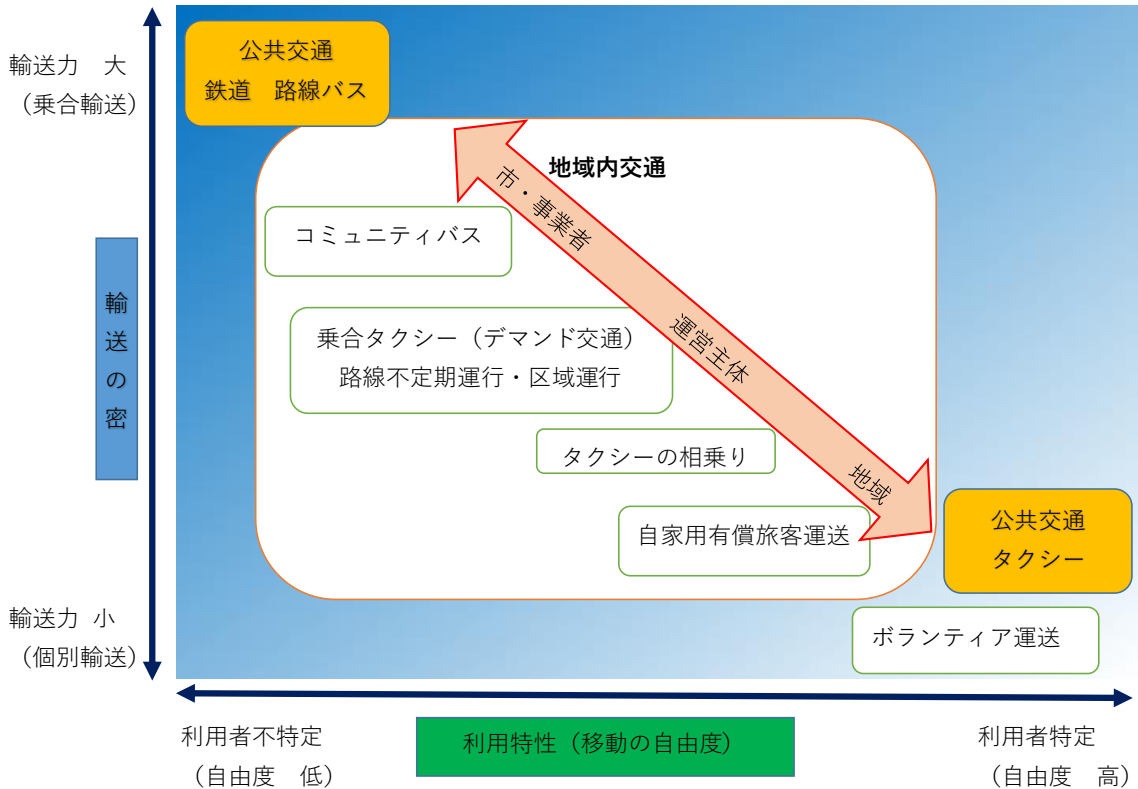 公共交通
鉄道　路線バス
輸送力　大
（乗合輸送）
地域内交通
市・事業者
コミュニティバス
輸送の密
乗合タクシー（デマンド交通）
路線不定期運行・区域運行
運営主体
タクシーの相乗り
地域
自家用有償旅客運送
公共交通
タクシー
輸送力 小
（個別輸送）
ボランティア運送
利用者不特定
（自由度　低）
利用特性（移動の自由度）
利用者特定
（自由度　高）